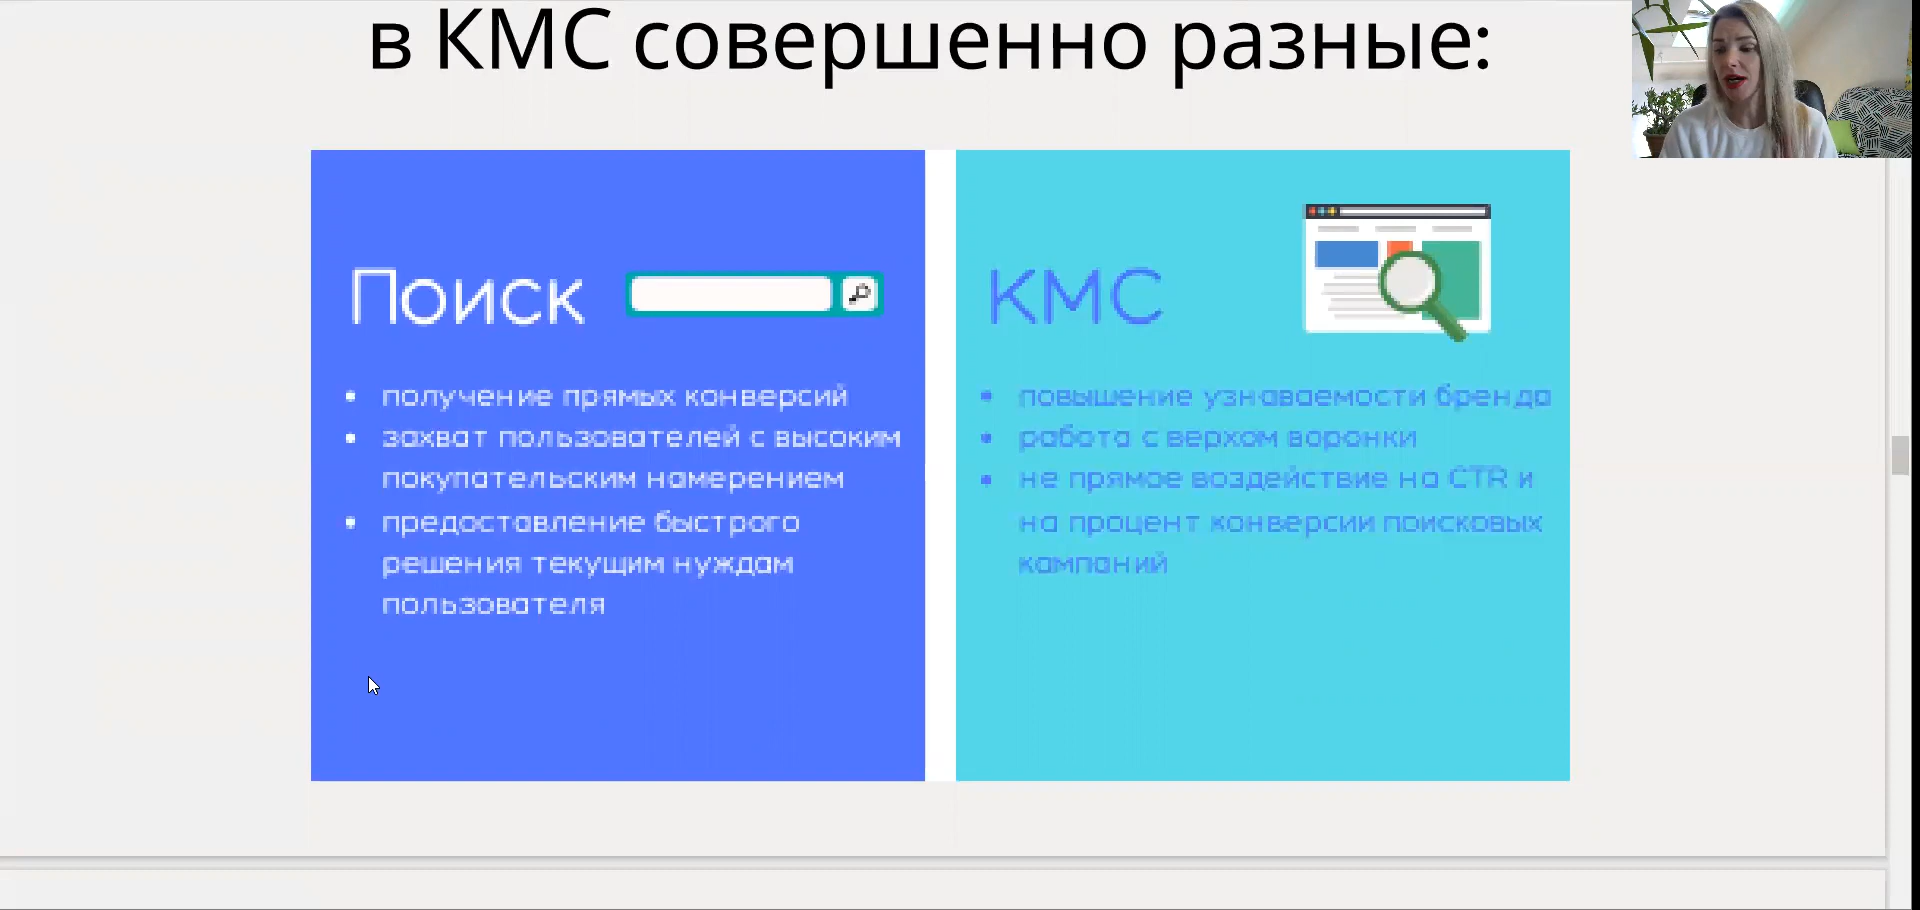 в КМС совершенно разные:
Поиск
получение прямых конверсий
захват пользователей с высоким
покупательским намерением
предоставление быстрого
решения текущим нуждам
пользователя
КМС
повышение узнаваемости бренда
работа с верхом воронки
не прямое воздействие на CTR и
на процент конверсии поисковых
кампаний